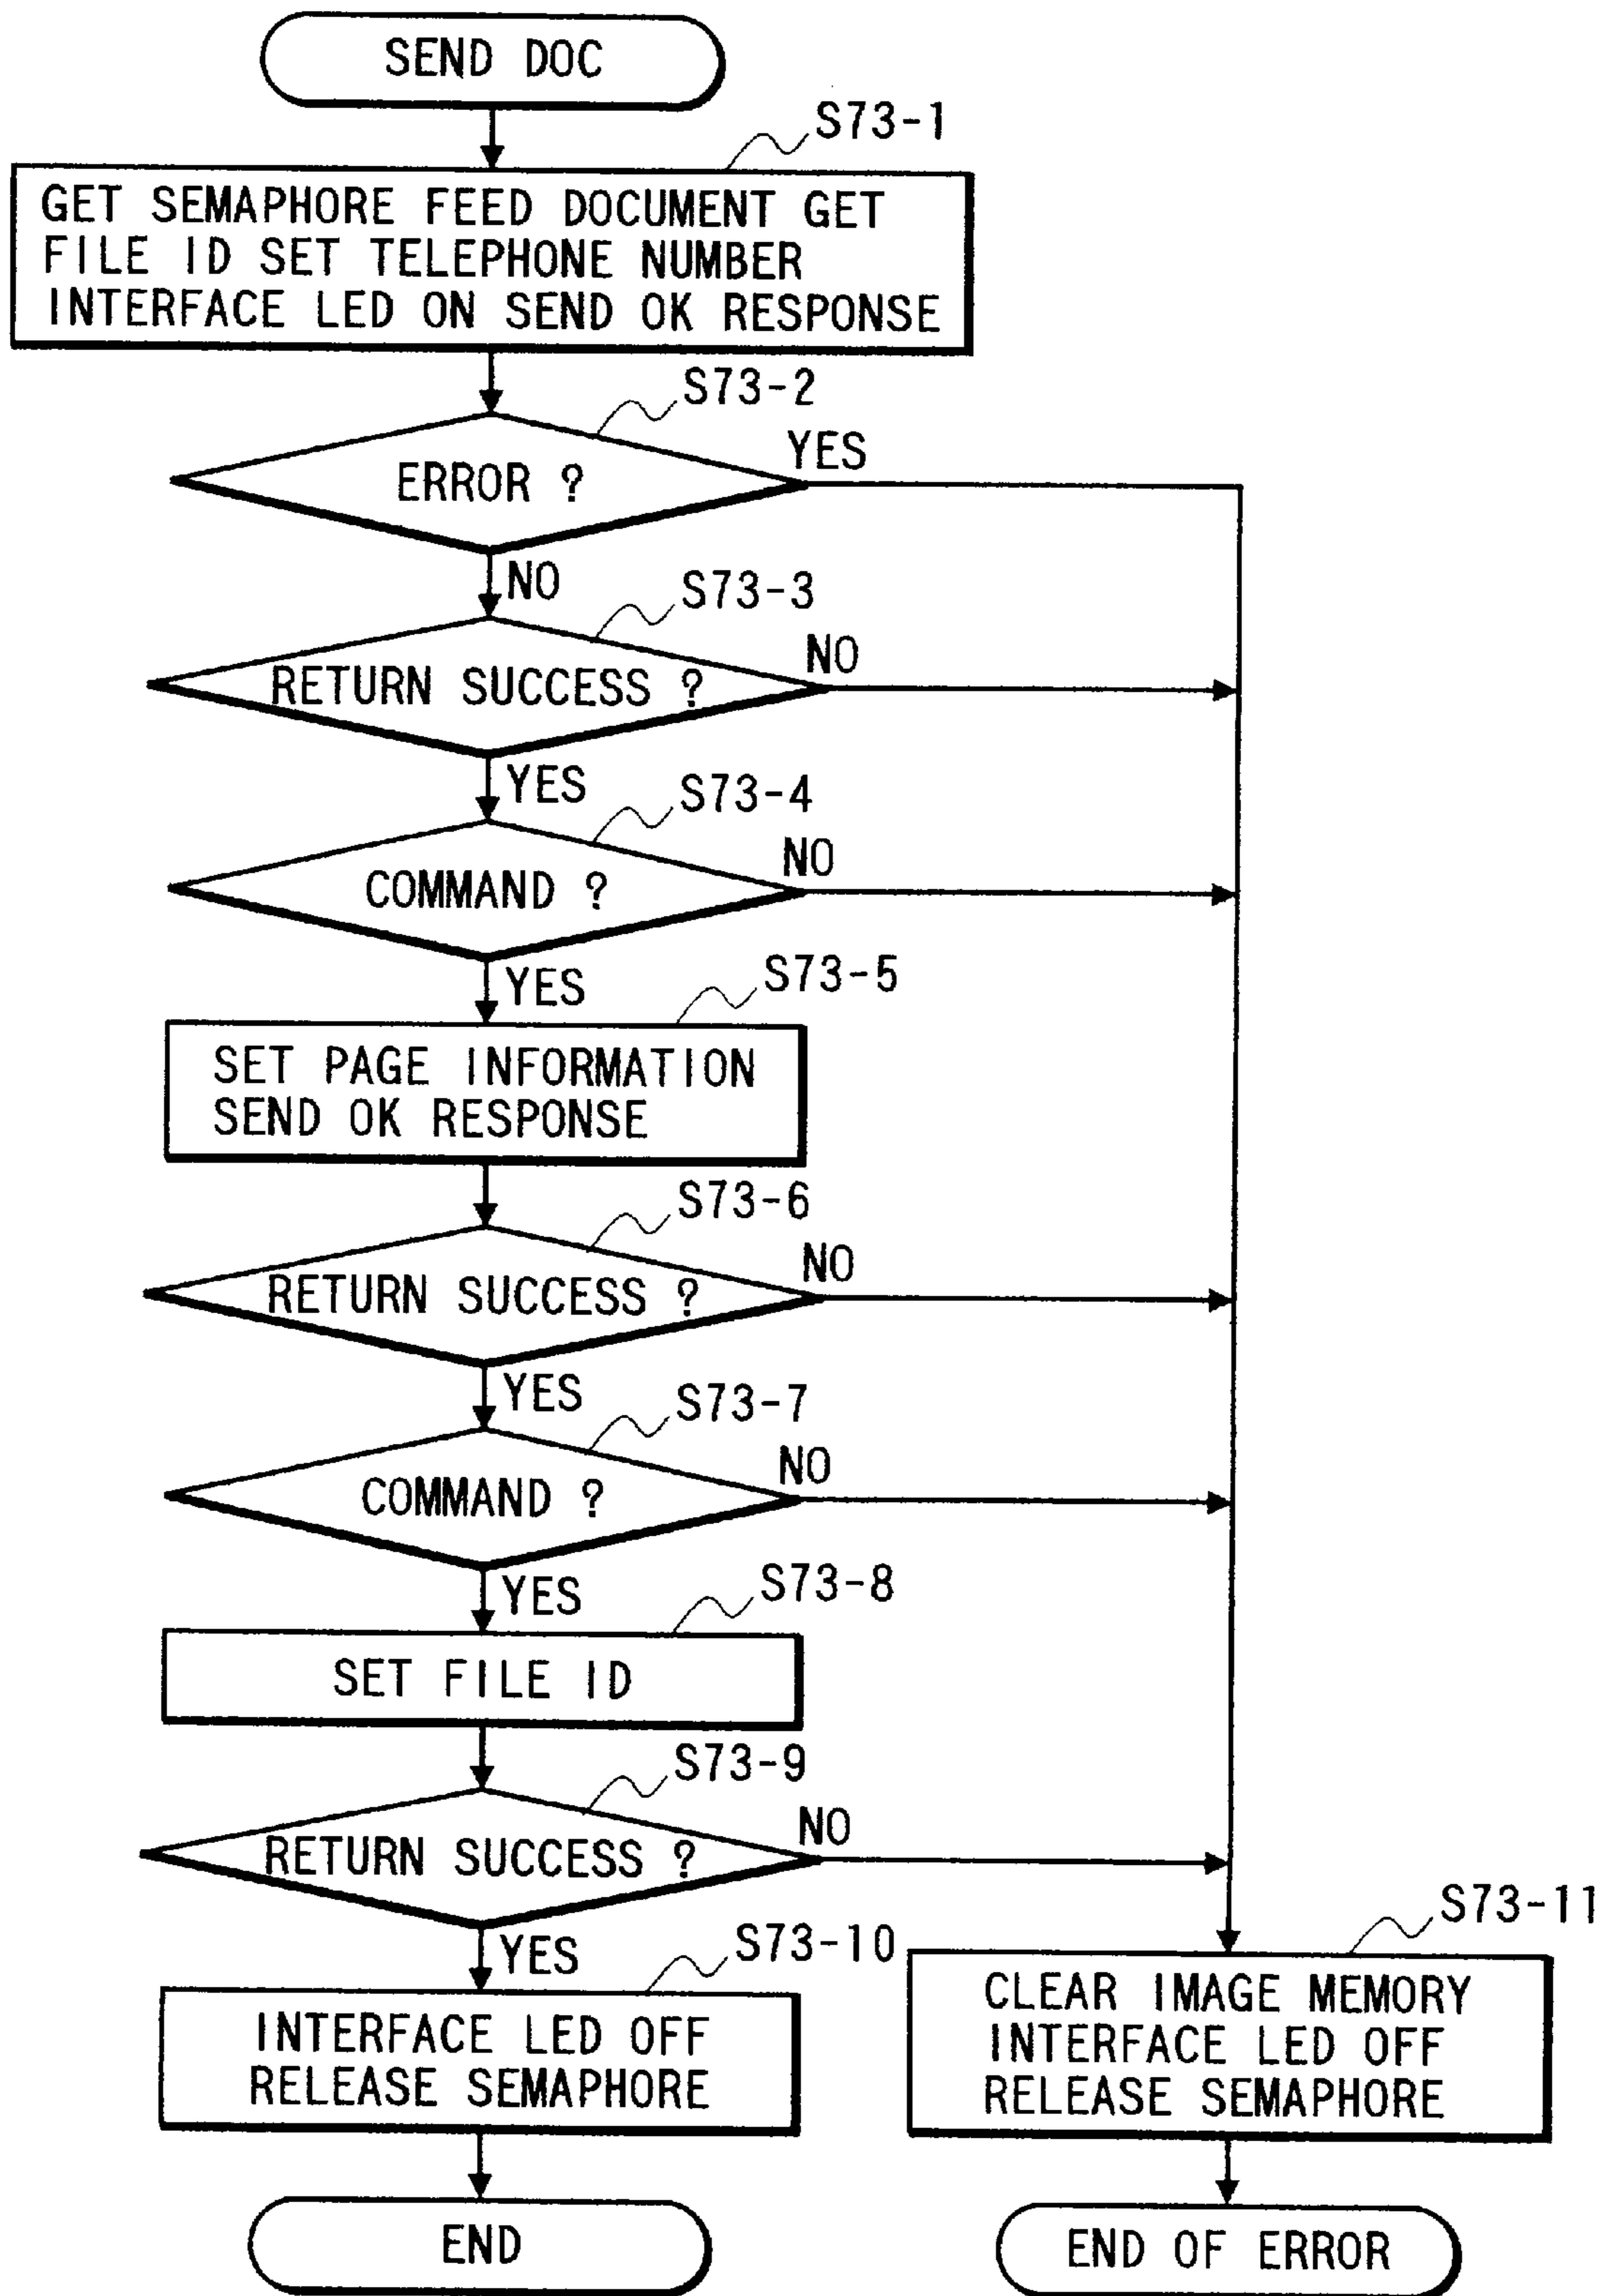 SEND DOC
S73-1
GET SEMAPHORE FEED DOCUMENT GET
FILE ID SET TELEPHONE NUMBER
INTERFACE LED ON SEND OK RESPONSE
S73-2
YES
ERROR ?
NO
S73-3
NO
RETURN SUCCESS ?
YES
S73-4
NO
COMMAND ?
YES
S73-5
SET PAGE INFORMATION
SEND OK RESPONSE
S73-6
NO
RETURN SUCCESS ?
YES
S73-7
NO
COMMAND ?
YES
S73-8
SET FILE ID
S73-9
NO
RETURN SUCCESS ?
YES
S73-10
INTERFACE LED OFF
RELEASE SEMAPHORE
END
S73-11
CLEAR IMAGE MEMORY
INTERFACE LED OFF
RELEASE SEMAPHORE
END OF ERROR